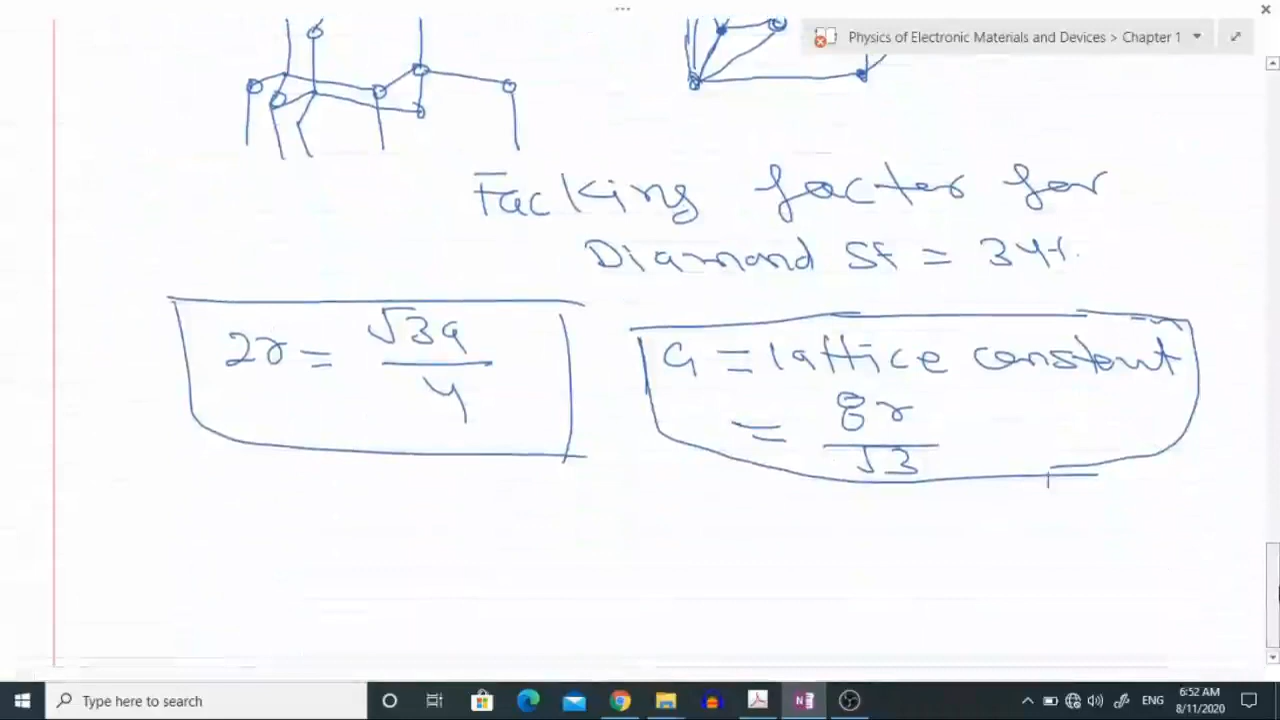 Physics of Electronic Materials and Devices > Chapter 1
Packing factor for
Diamond St = 34%
2r = √3a / 4
a = lattice constant
= 8r / √3
Type here to search
ENG
6:52 AM
8/11/2020